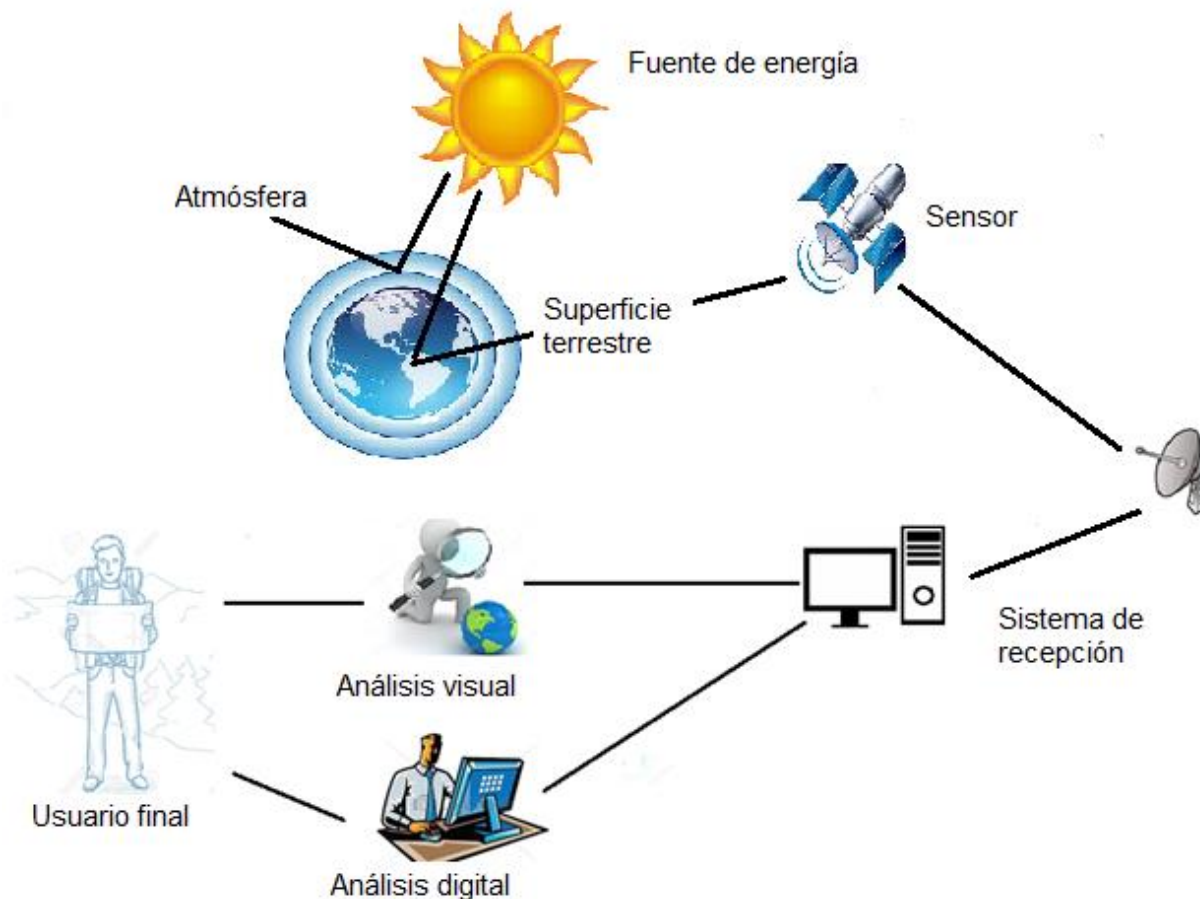 Fuente de energía
Atmósfera
Sensor
Superficie
terrestre
Sistema de
recepción
Análisis visual
Usuario final
Análisis digital